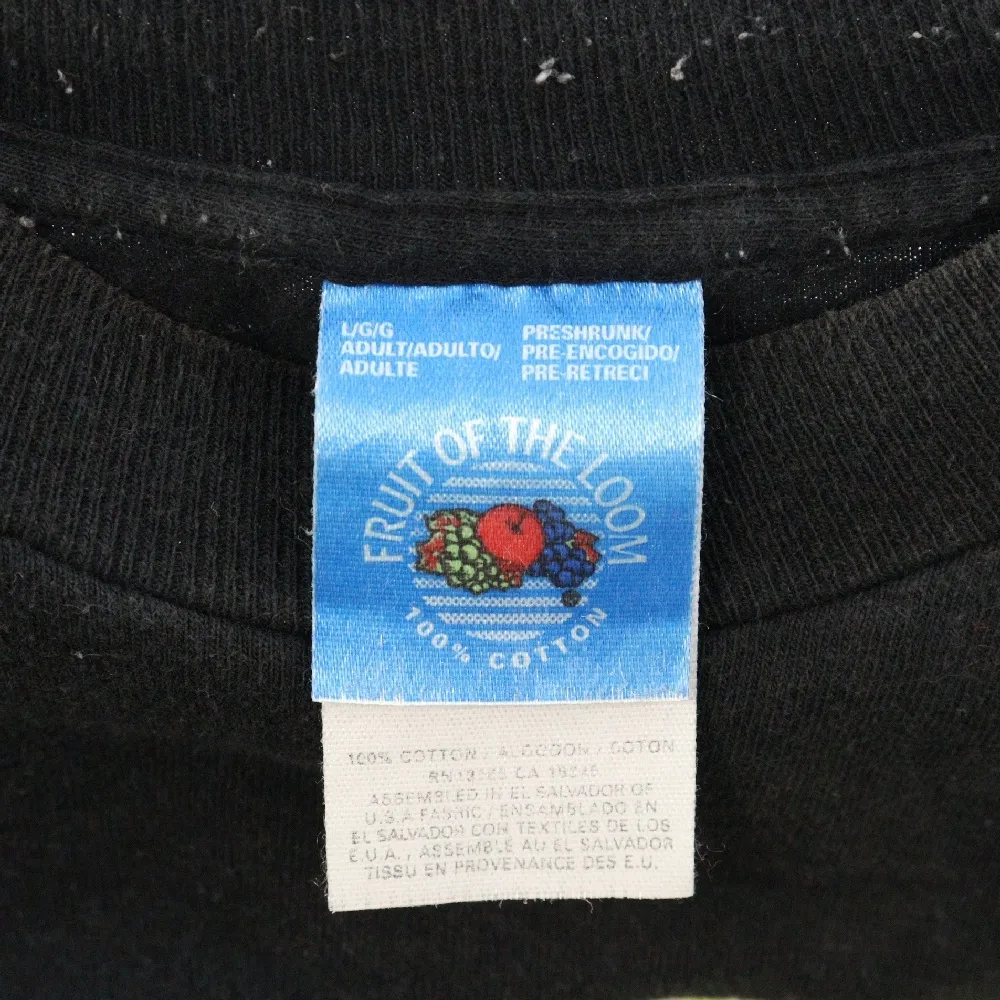 L/G/G
ADULT/ADULTO/
ADULTE
PRESHRUNK/
PRE-ENCOGIDO/
PRE-RETRECI
FRUIT OF THE LOOM
100% COTTON
100% COTTON / ALGODON / COTON
CA
ASSEMBLED IN EL SALVADOR OF
U.S.A FABRIC / ENSAMBLADO EN
EL SALVADOR CON TEXTILES DE LOS
E.U.A., ASSEMBLE AU EL SALVADOR
TISSU EN PROVENANCE DES E.U.